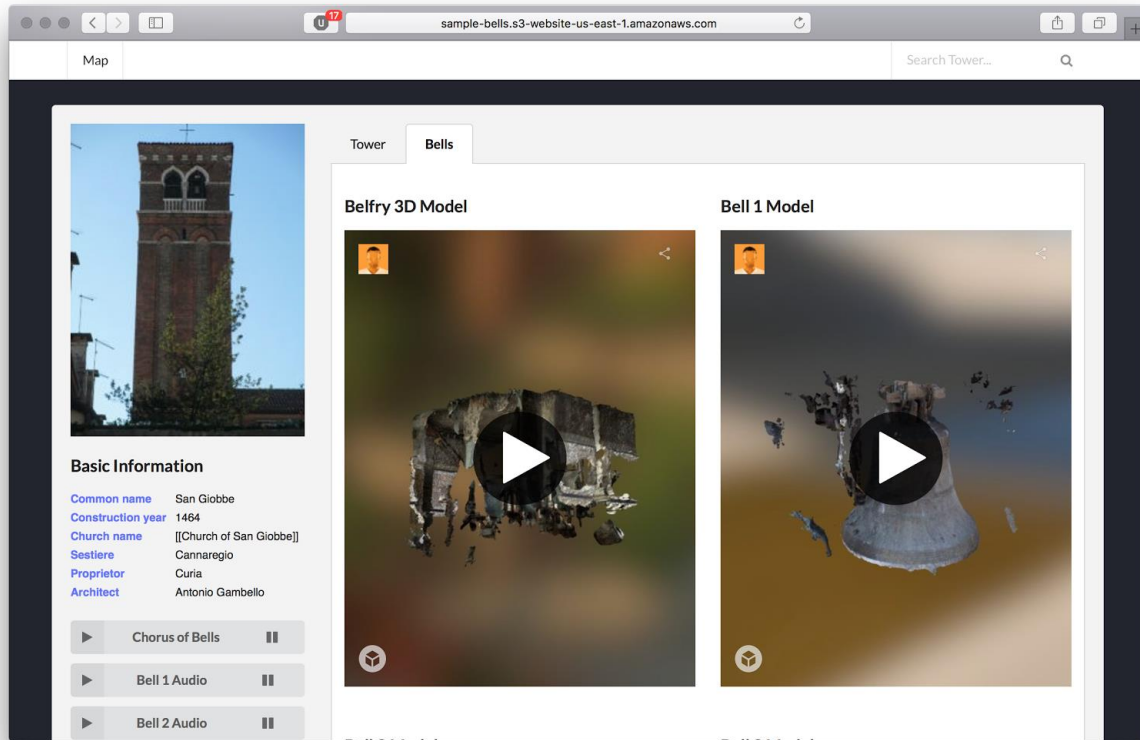 U
17
sample-bells.s3-website-us-east-1.amazonaws.com
Map
Search Tower...
Tower
Bells
Belfry 3D Model
Bell 1 Model
Basic Information
Common name San Giobbe
Construction year 1464
Church name [[Church of San Giobbe]]
Sestiere Cannaregio
Proprietor Curia
Architect Antonio Gambello
Chorus of Bells
Bell 1 Audio
Bell 2 Audio